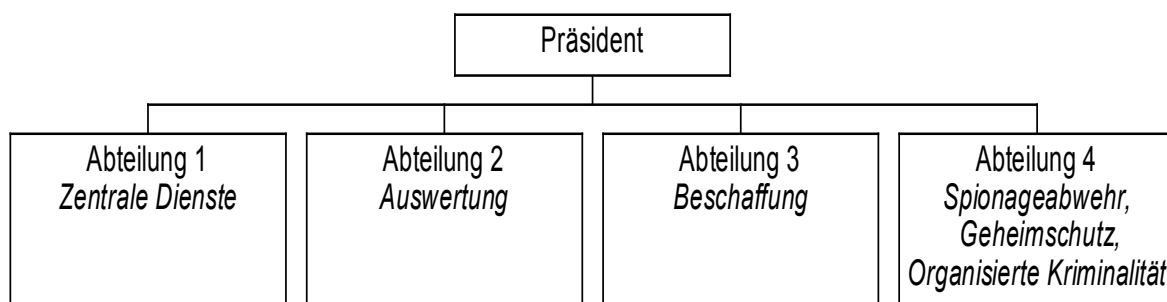 Präsident
Abteilung 1
Zentrale Dienste
Abteilung 2
Auswertung
Abteilung 3
Beschaffung
Abteilung 4
Spionageabwehr,
Geheimschutz,
Organisierte Kriminalität